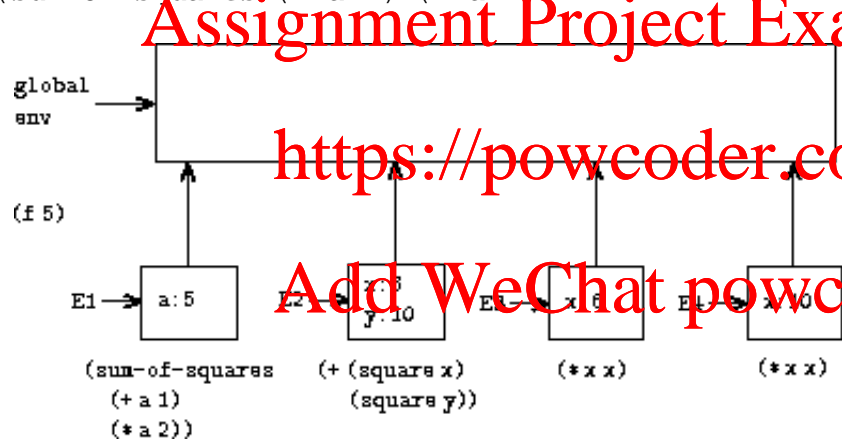 Assignment Project Exa
global
env
https://powcoder.co
(f 5)
Add WeChat powc
E1
a:5
E2
x:6
y:10
E3
x:6
E4
x:10
(sum-of-squares
(+ a 1)
(* a 2))
(+ (square x)
(square y))
(* x x)
(* x x)